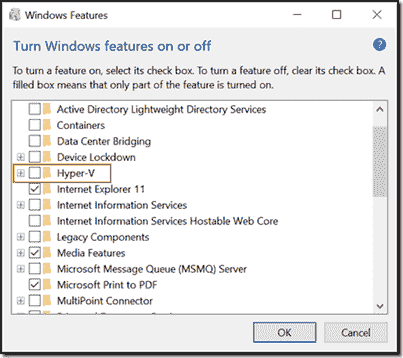 Windows Features
Turn Windows features on or off
To turn a feature on, select its check box. To turn a feature off, clear its check box. A
filled box means that only part of the feature is turned on.
Active Directory Lightweight Directory Services
Containers
Data Center Bridging
Device Lockdown
Hyper-V
Internet Explorer 11
Internet Information Services
Internet Information Services Hostable Web Core
Legacy Components
Media Features
Microsoft Message Queue (MSMQ) Server
Microsoft Print to PDF
MultiPoint Connector
OK
Cancel